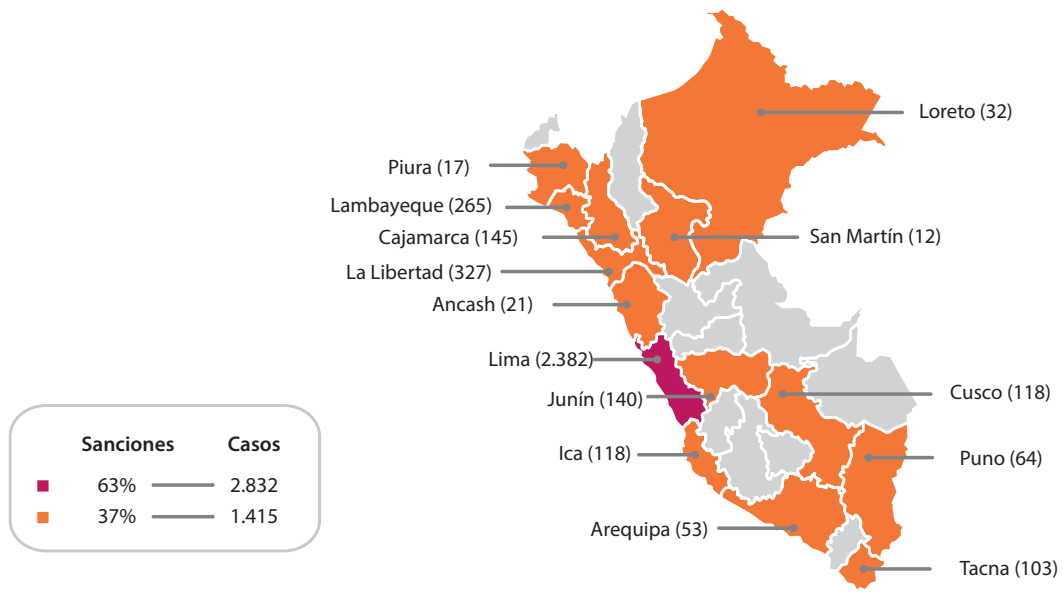 Loreto (32)
Piura (17)
Lambayeque (265)
Cajamarca (145)
San Martín (12)
La Libertad (327)
Ancash (21)
Lima (2.382)
Junín (140)
Cusco (118)
Ica (118)
Puno (64)
Arequipa (53)
Tacna (103)
Sanciones Casos
63% 2.832
37% 1.415